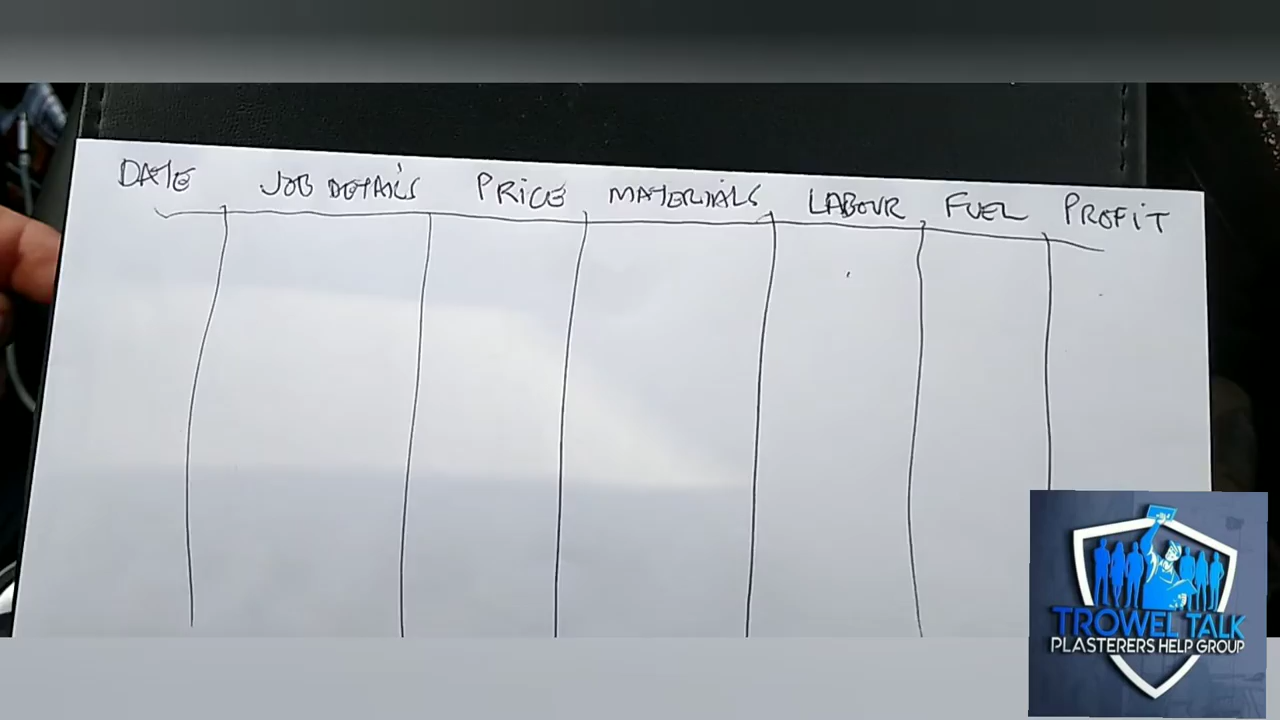 DATE JOB DETAILS PRICE MATERIALS LABOUR FUEL PROFIT
TROWEL TALK
PLASTERERS HELP GROUP